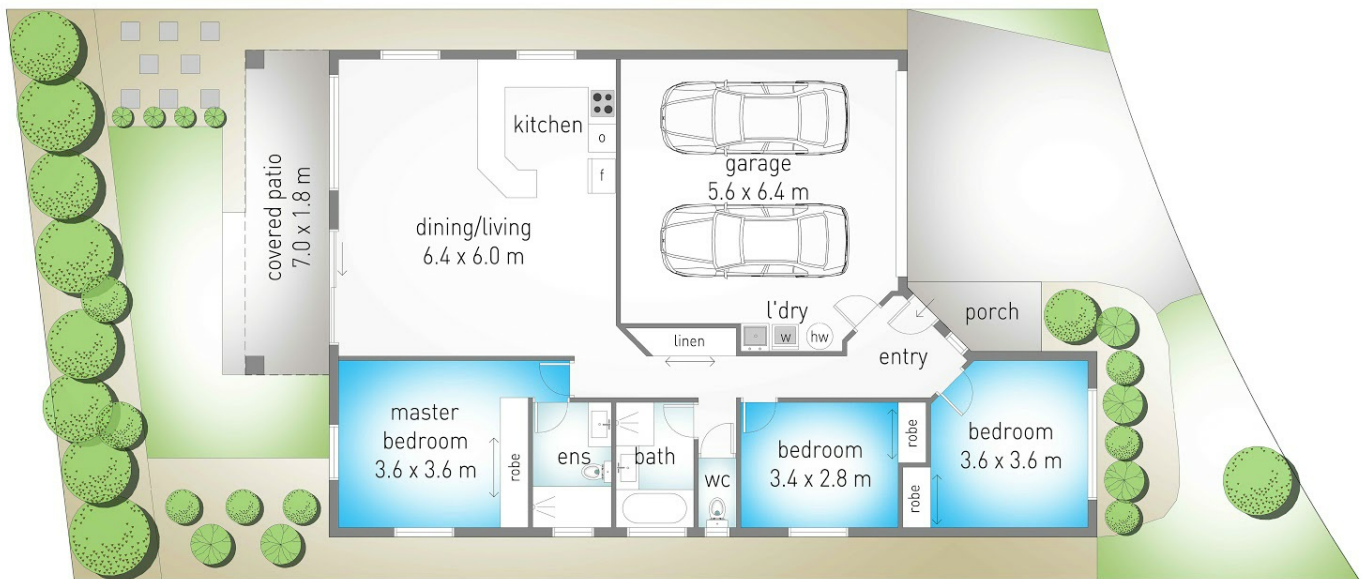 kitchen
o
f
garage
5.6 x 6.4 m
covered patio
7.0 x 1.8 m
dining/living
6.4 x 6.0 m
l'dry
w
hw
linen
porch
entry
master
bedroom
3.6 x 3.6 m
robe
ens
bath
wc
bedroom
3.4 x 2.8 m
robe
robe
bedroom
3.6 x 3.6 m